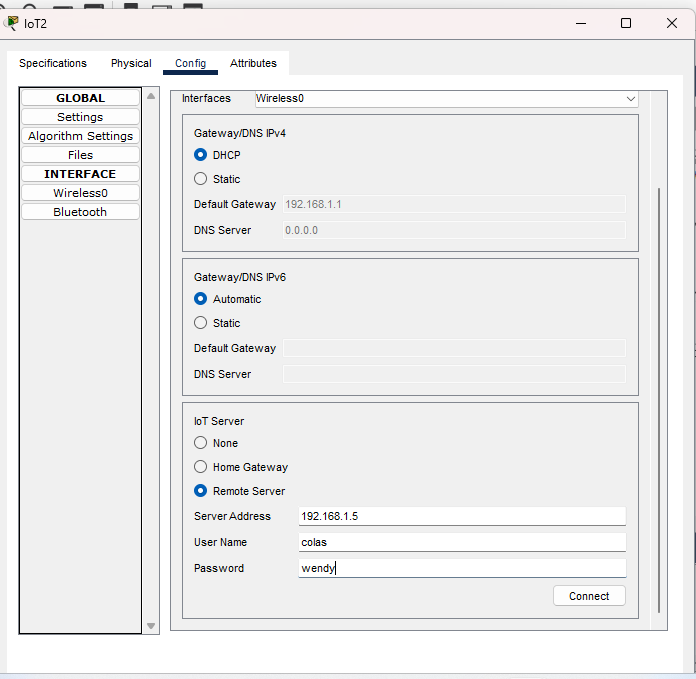 IoT2
Specifications Physical Config Attributes
GLOBAL
Settings
Algorithm Settings
Files
INTERFACE
Wireless0
Bluetooth
Interfaces Wireless0
Gateway/DNS IPv4
DHCP
Static
Default Gateway 192.168.1.1
DNS Server 0.0.0.0
Gateway/DNS IPv6
Automatic
Static
Default Gateway
DNS Server
IoT Server
None
Home Gateway
Remote Server
Server Address 192.168.1.5
User Name colas
Password wendy
Connect